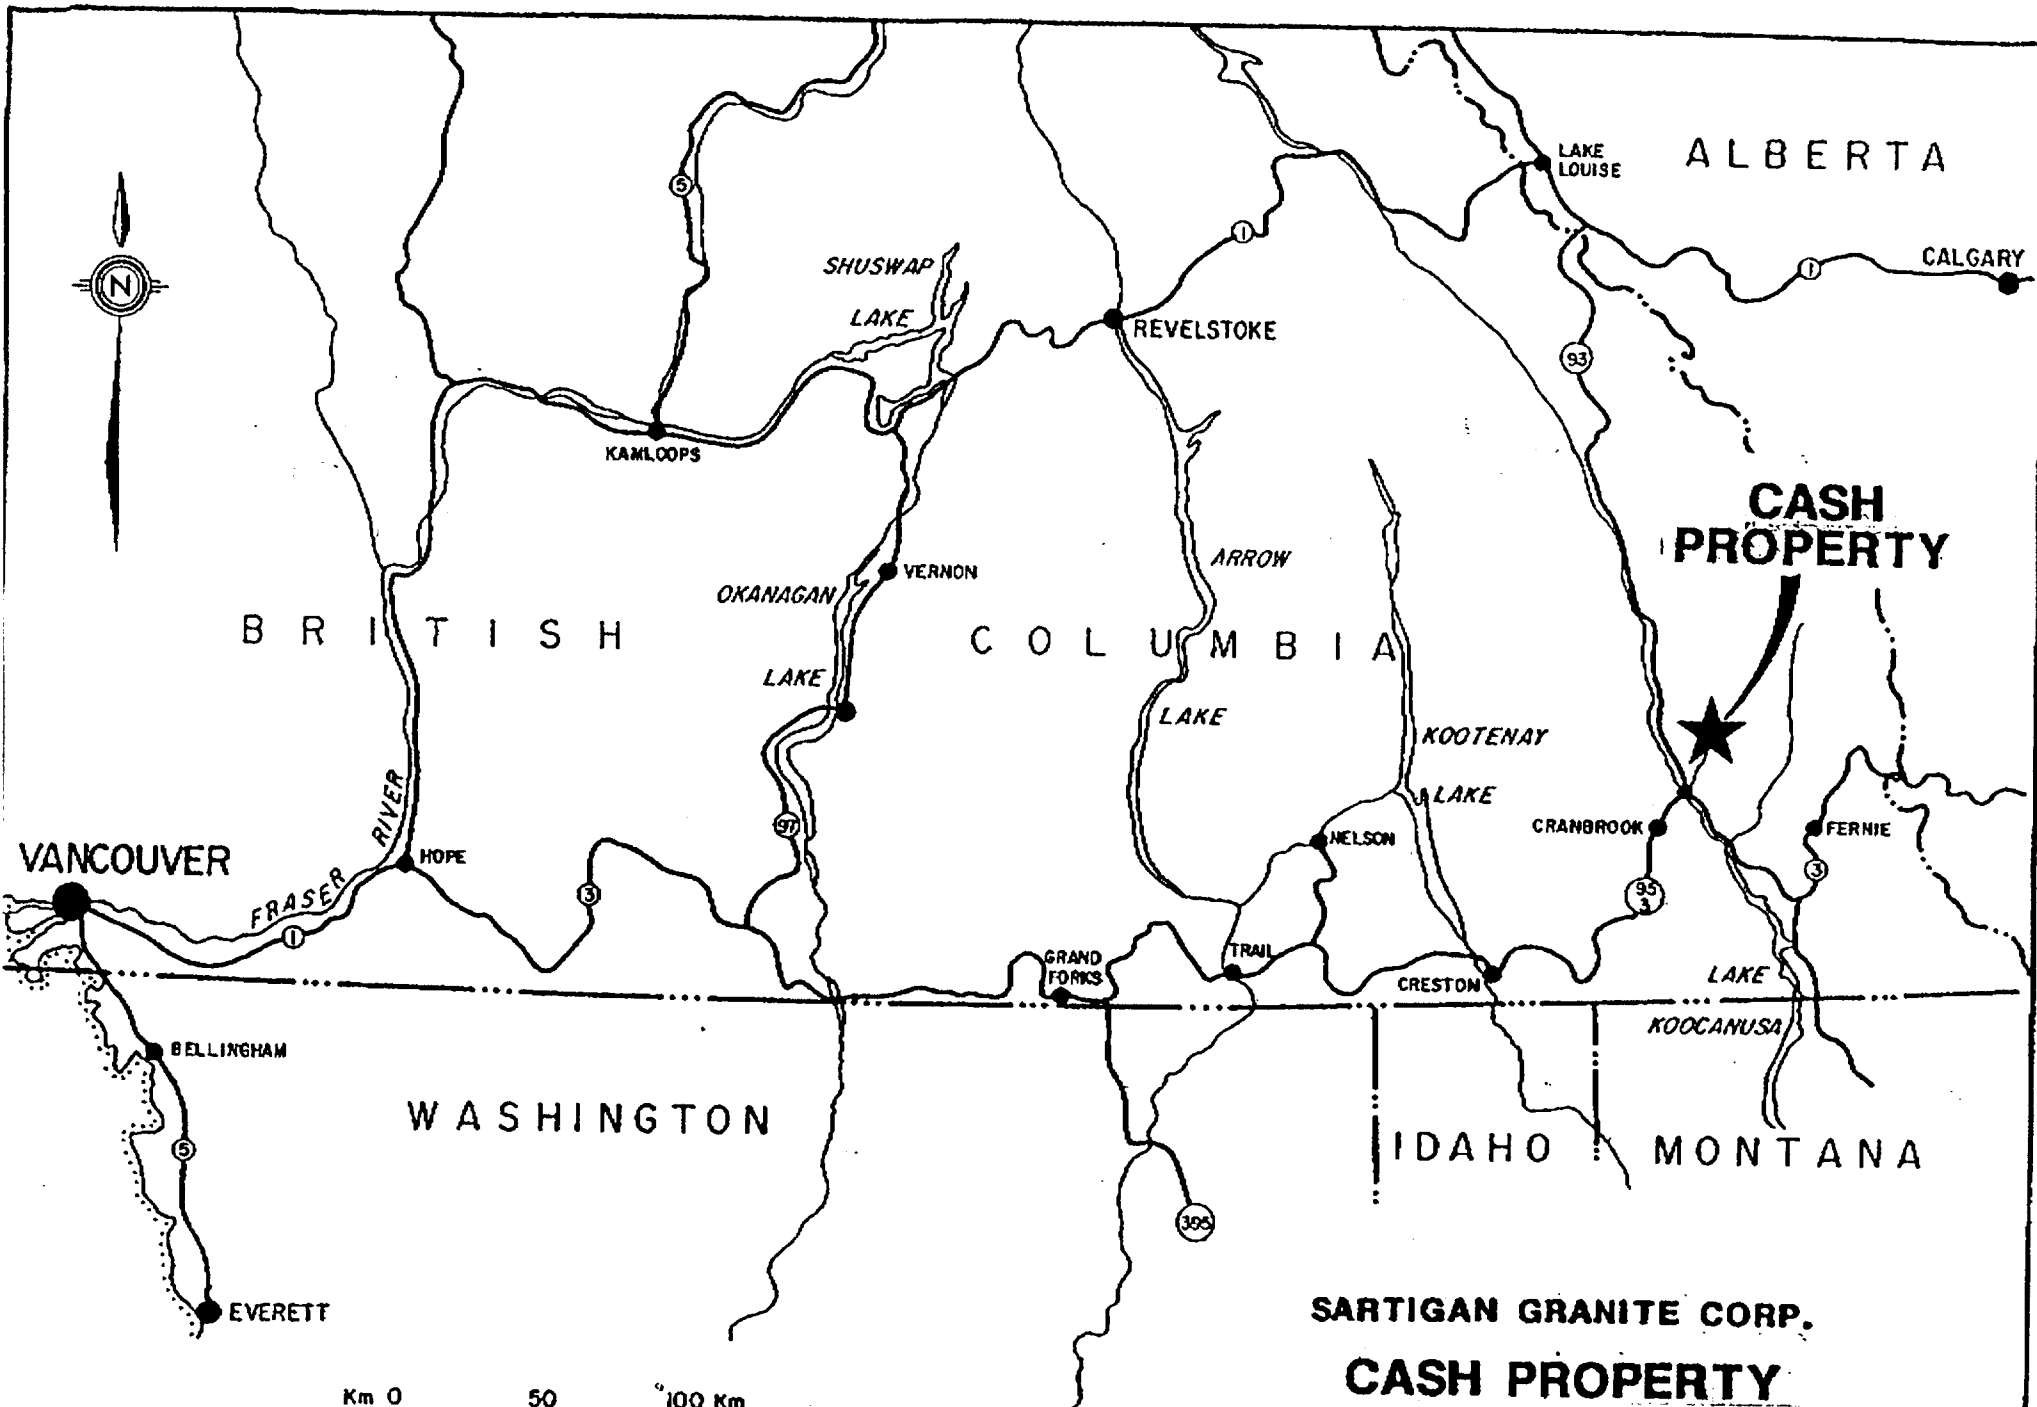 ALBERTA
LAKE
LOUISE
5
1
1
CALGARY
N
SHUSWAP
LAKE
REVELSTOKE
93
KAMLOOPS
CASH
PROPERTY
ARROW
VERNON
OKANAGAN
BRITISH COLUMBIA
LAKE
LAKE
KOOTENAY
LAKE
97
CRANBROOK
FERNIE
NELSON
VANCOUVER
HOPE
FRASER RIVER
3
3
95
3
1
GRAND
FORKS
TRAIL
CRESTON
LAKE
KOOCANUSA
BELLINGHAM
WASHINGTON
5
IDAHO
MONTANA
395
EVERETT
SARTIGAN GRANITE CORP.
CASH PROPERTY
Km 0 50 100 Km